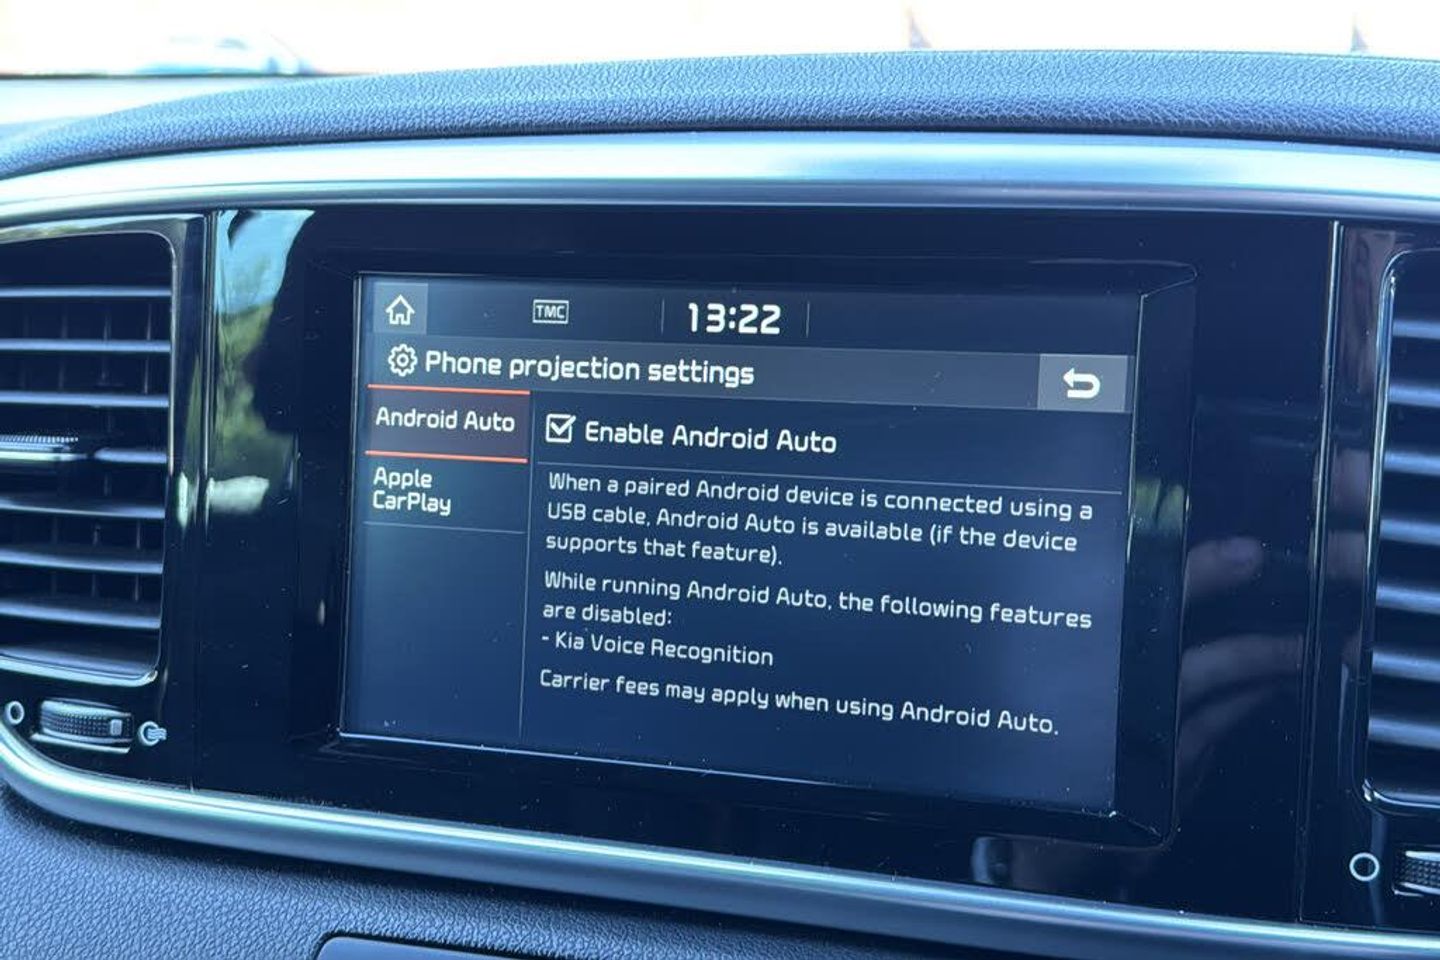 TMC
13:22
Phone projection settings
Android Auto
Apple
CarPlay
Enable Android Auto
When a paired Android device is connected using a
USB cable, Android Auto is available (if the device
supports that feature).
While running Android Auto, the following features
are disabled:
- Kia Voice Recognition
Carrier fees may apply when using Android Auto.